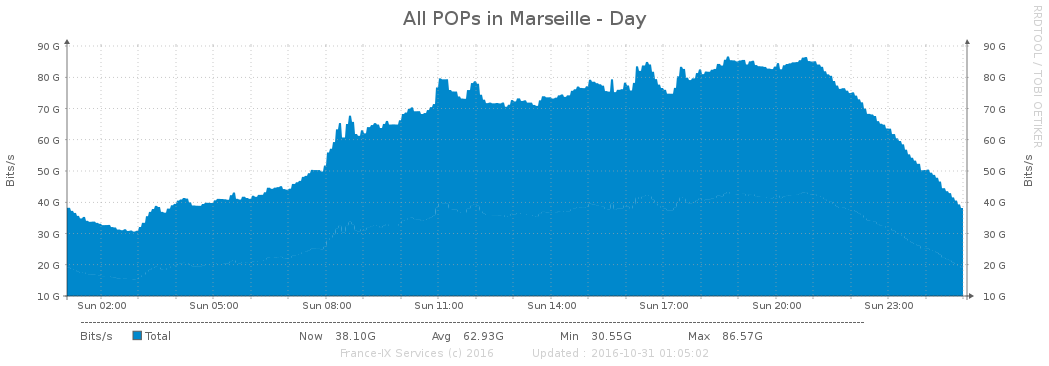 All POPs in Marseille - Day
RRDTOOL / TOBI OETIKER
90 G 90 G
80 G 80 G
70 G 70 G
60 G 60 G
50 G 50 G
40 G 40 G
30 G 30 G
20 G 20 G
10 G 10 G
Bits/s Bits/s
Sun 02:00 Sun 05:00 Sun 08:00 Sun 11:00 Sun 14:00 Sun 17:00 Sun 20:00 Sun 23:00
Bits/s Total Now 38.10G Avg 62.93G Min 30.55G Max 86.57G
France-IX Services (c) 2016 Updated : 2016-10-31 01:05:02